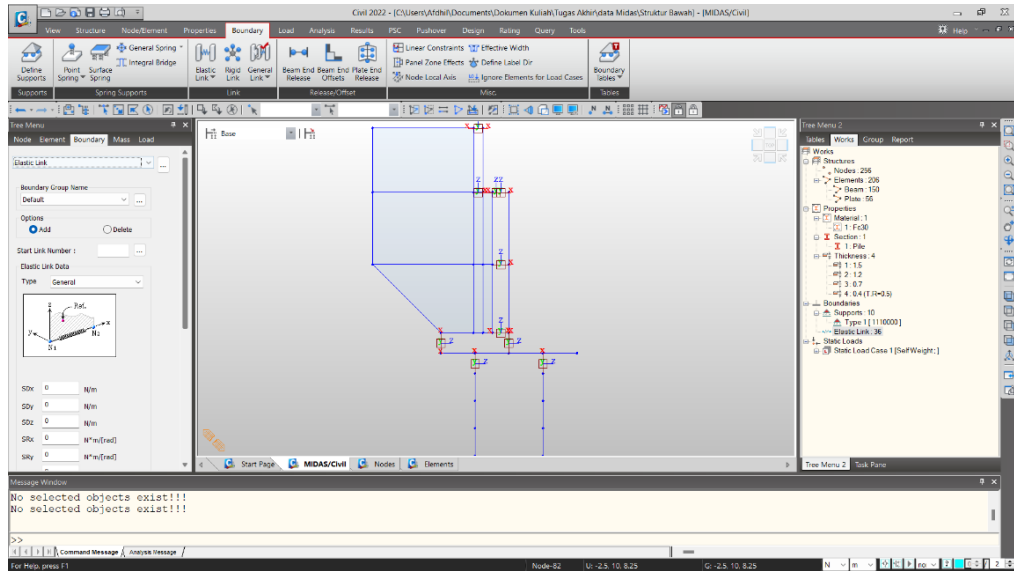 Civil 2022 - [C:\Users\Afdhil\Documents\Dokumen Kuliah\Tugas Akhir\data Midas\Struktur Bawah] - [MIDAS/Civil]
View Structure Node/Element Properties Boundary Load Analysis Results PSC Pushover Design Rating Query Tools Help
Define Supports
Point Spring
Surface Spring
General Spring
Integral Bridge
Elastic Link
Rigid Link
General Link
Beam End Release
Beam End Offsets
Plate End Release
Linear Constraints
Effective Width
Panel Zone Effects
Define Label Dir
Node Local Axis
Ignore Elements for Load Cases
Boundary Tables
Supports Spring Supports Link Release/Offset Misc. Tables
Tree Menu
Node Element Boundary Mass Load
Elastic Link
Boundary Group Name
Default
Options
Add Delete
Start Link Number :
Elastic Link Data
Type General
z Ref.
y x
N1 N2
SDx 0 N/m
SDy 0 N/m
SDz 0 N/m
SRx 0 N*m/[rad]
SRy 0 N*m/[rad]
Base
Start Page MIDAS/Civil Nodes Elements
Tree Menu 2
Tables Works Group Report
Works
Structures
Nodes : 296
Elements : 206
Beam : 150
Plate : 56
Properties
Material : 1
1 : Fc30
Section : 1
1 : Pile
Thickness : 4
1 : 1.5
2 : 1.2
3 : 0.7
4 : 0.4 (T.R=0.5)
Boundaries
Supports : 10
Type 1 [ 1110000 ]
Elastic Link : 36
Static Loads
Static Load Case 1 [Self Weight ; ]
Tree Menu 2 Task Pane
Message Window
No selected objects exist!!!
No selected objects exist!!!
>>
Command Message Analysis Message
For Help, press F1 Node-82 U: -2.5, 10, 8.25 G: -2.5, 10, 8.25 N m no 2